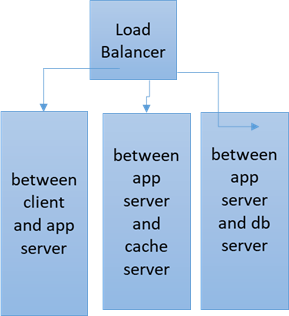 Load
Balancer
between
client
and app
server
between
app
server
and
cache
server
between
app
server
and db
server